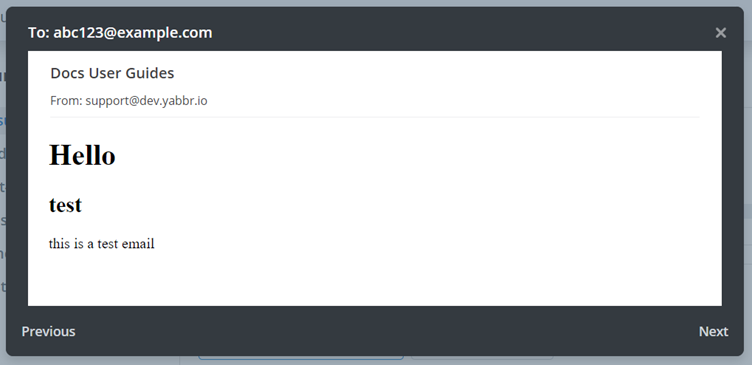 To: abc123@example.com
×
Docs User Guides
From: support@dev.yabbr.io
Hello
test
this is a test email
Previous
Next